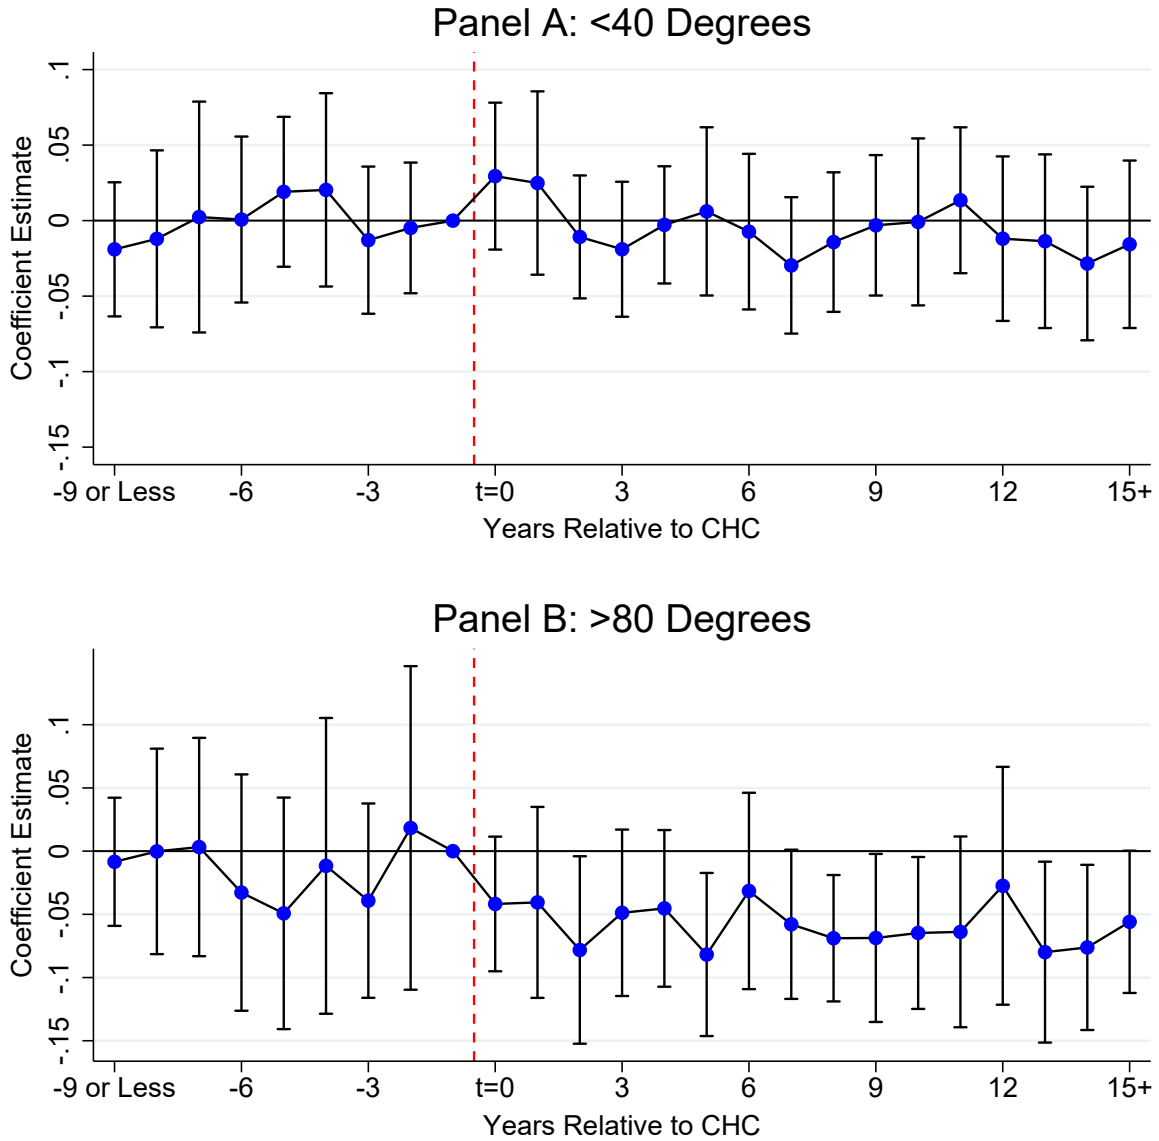 Panel A: <40 Degrees
Coefficient Estimate
.1
.05
0
-.05
-.1
-.15
-9 or Less -6 -3 t=0 3 6 9 12 15+
Years Relative to CHC
Panel B: >80 Degrees
Coefficient Estimate
.1
.05
0
-.05
-.1
-.15
-9 or Less -6 -3 t=0 3 6 9 12 15+
Years Relative to CHC